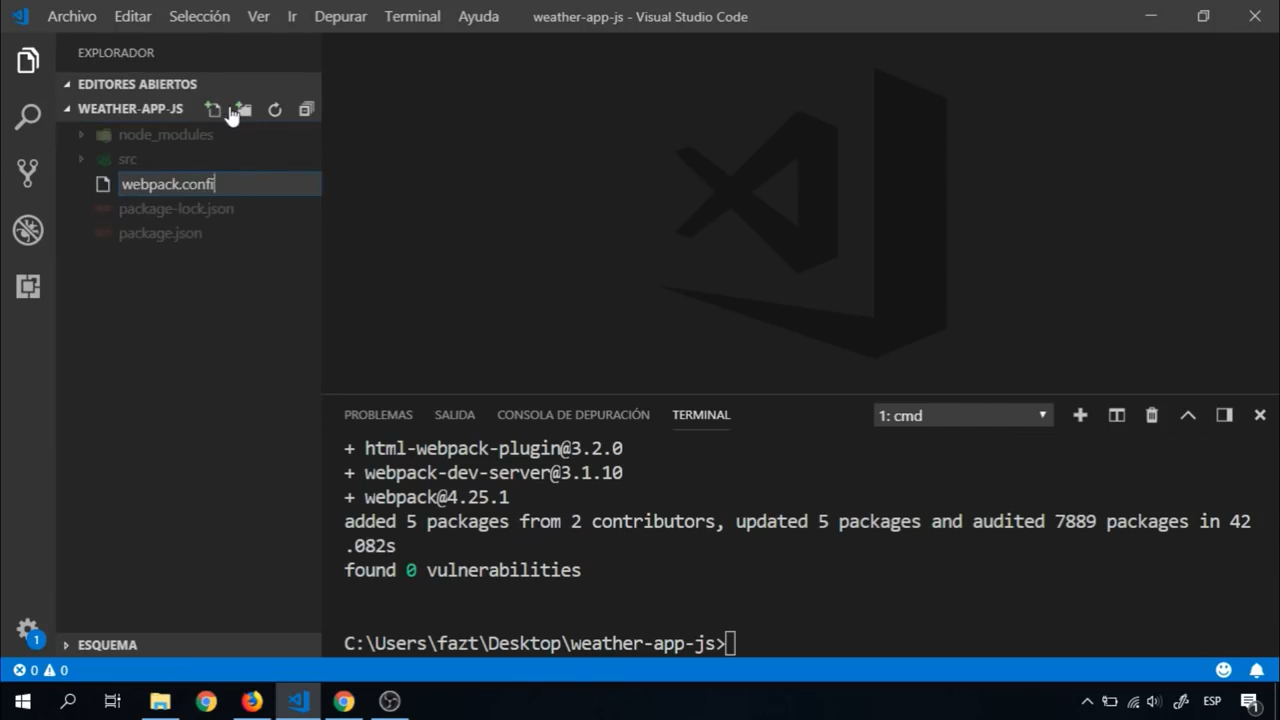 Archivo Editar Selección Ver Ir Depurar Terminal Ayuda weather-app-js - Visual Studio Code
EXPLORADOR
EDITORES ABIERTOS
WEATHER-APP-JS
node_modules
src
webpack.confi
package-lock.json
package.json
PROBLEMAS SALIDA CONSOLA DE DEPURACIÓN TERMINAL 1: cmd
+ html-webpack-plugin@3.2.0
+ webpack-dev-server@3.1.10
+ webpack@4.25.1
added 5 packages from 2 contributors, updated 5 packages and audited 7889 packages in 42
.082s
found 0 vulnerabilities
C:\Users\fazt\Desktop\weather-app-js>
1
ESQUEMA
0 0
ESP
1